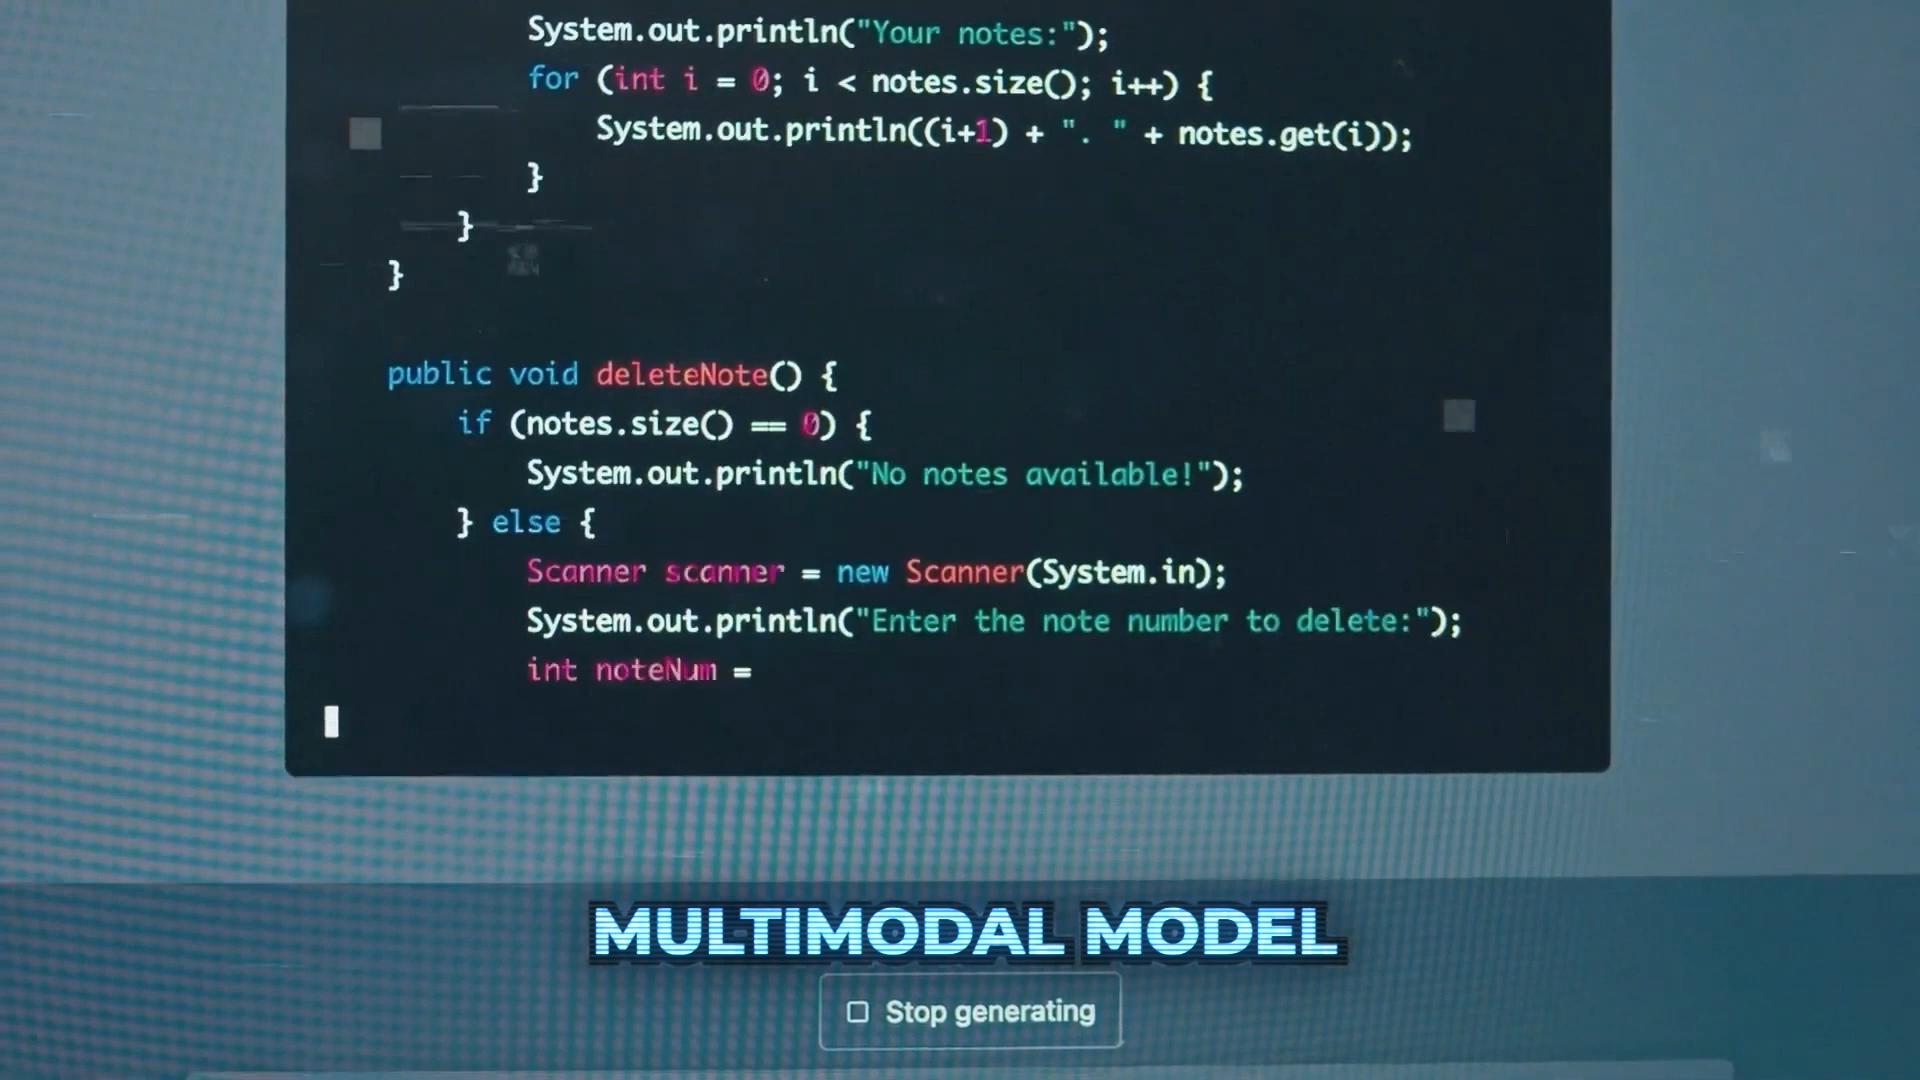 System.out.println("Your notes:");
for (int i = 0; i < notes.size(); i++) {
System.out.println((i+1) + ". " + notes.get(i));
}
}
}
public void deleteNote() {
if (notes.size() == 0) {
System.out.println("No notes available!");
} else {
Scanner scanner = new Scanner(System.in);
System.out.println("Enter the note number to delete:");
int noteNum =
MULTIMODAL MODEL
Stop generating